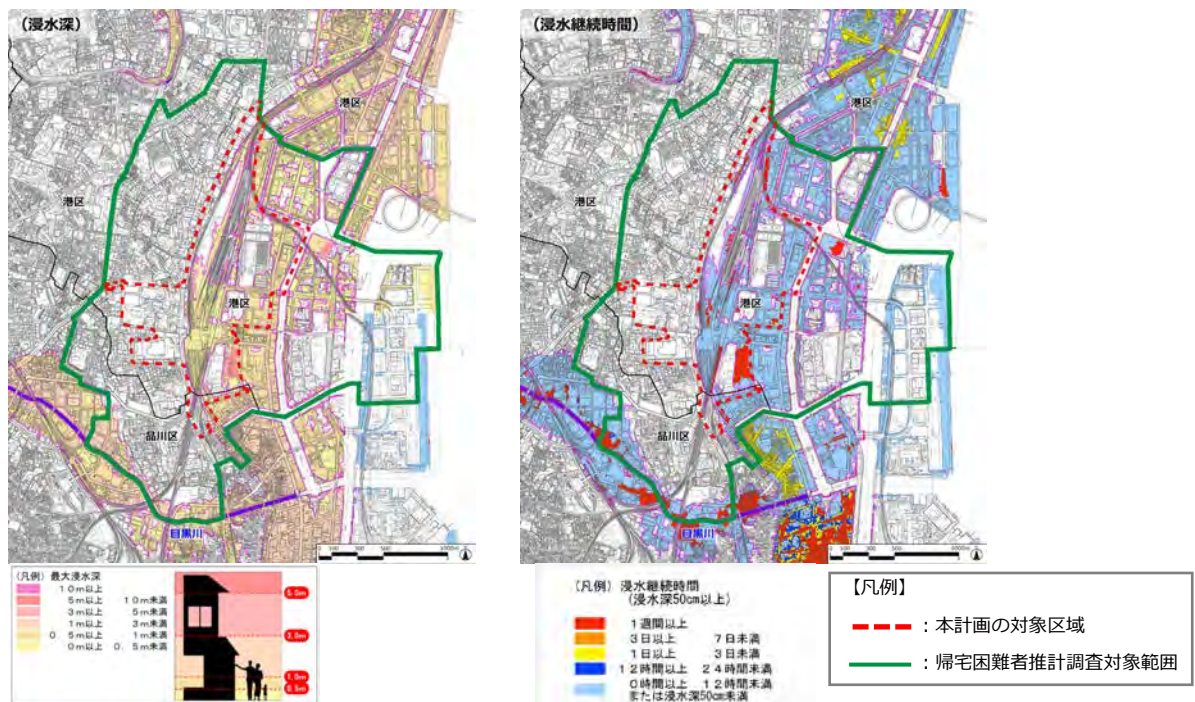 (浸水深)
港区
港区
港区
品川区
目黒川
0 100 300 500 1000m
(凡例) 最大浸水深
10m以上
5m以上 10m未満
3m以上 5m未満
1m以上 3m未満
0.5m以上 1m未満
0m以上 0.5m未満
5.0m
3.0m
1.0m
0.5m
(浸水継続時間)
港区
港区
港区
品川区
目黒川
0 100 300 500 1000m
(凡例) 浸水継続時間
(浸水深50cm以上)
1週間以上
3日以上 7日未満
1日以上 3日未満
12時間以上 24時間未満
0時間以上 12時間未満
または浸水深50cm未満
【凡例】
:本計画の対象区域
:帰宅困難者推計調査対象範囲